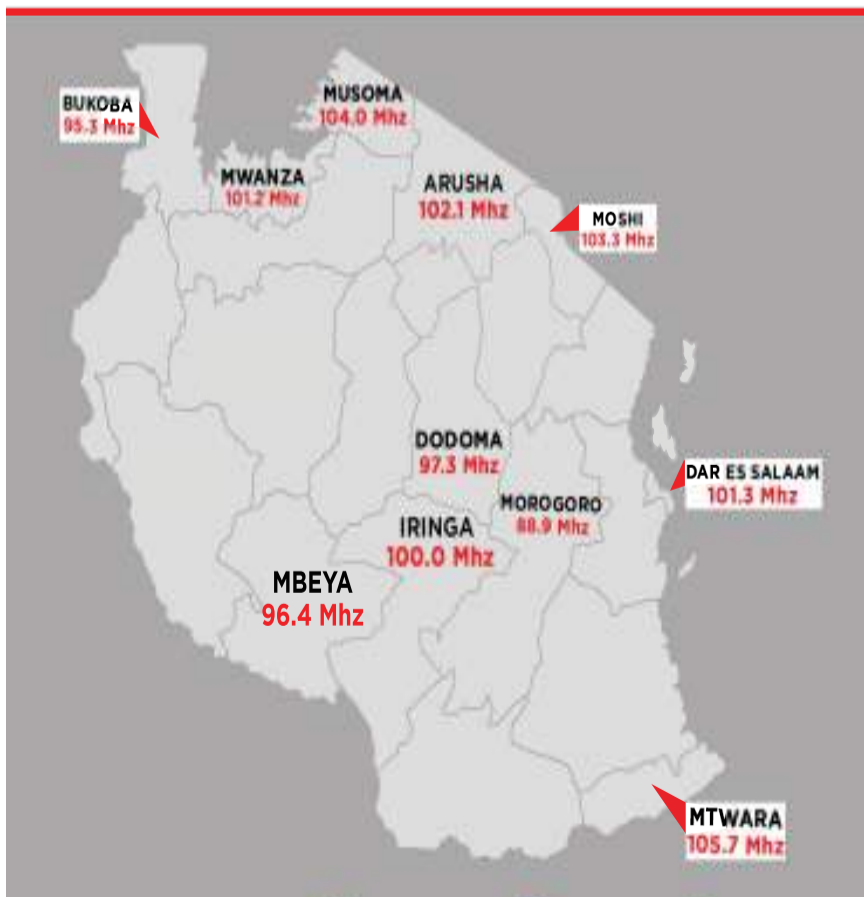 MUSOMA
104.0 Mhz
BUKOBA
95.3 Mhz
MWANZA
101.2 Mhz
ARUSHA
102.1 Mhz
MOSHI
103.3 Mhz
DODOMA
97.3 Mhz
DAR ES SALAAM
101.3 Mhz
MOROGORO
88.9 Mhz
IRINGA
100.0 Mhz
MBEYA
96.4 Mhz
MTWARA
105.7 Mhz